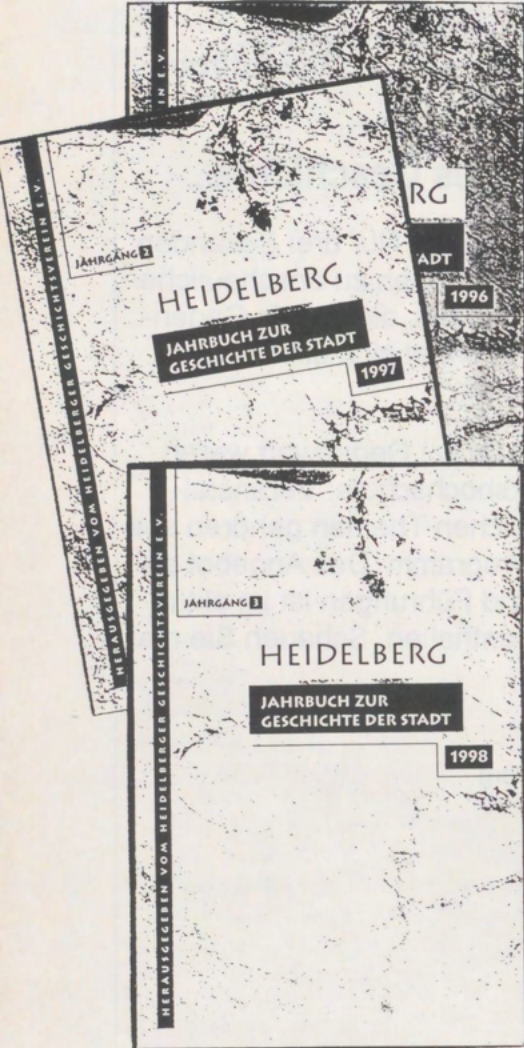 EIN E.V.
RG
ADT
1996
HERAUSGEGEBEN VOM HEIDELBERGER GESCHICHTSVEREIN E.V.
JAHRGANG 2
HEIDELBERG
JAHRBUCH ZUR
GESCHICHTE DER STADT
1997
HERAUSGEGEBEN VOM HEIDELBERGER GESCHICHTSVEREIN E.V.
JAHRGANG 3
HEIDELBERG
JAHRBUCH ZUR
GESCHICHTE DER STADT
1998